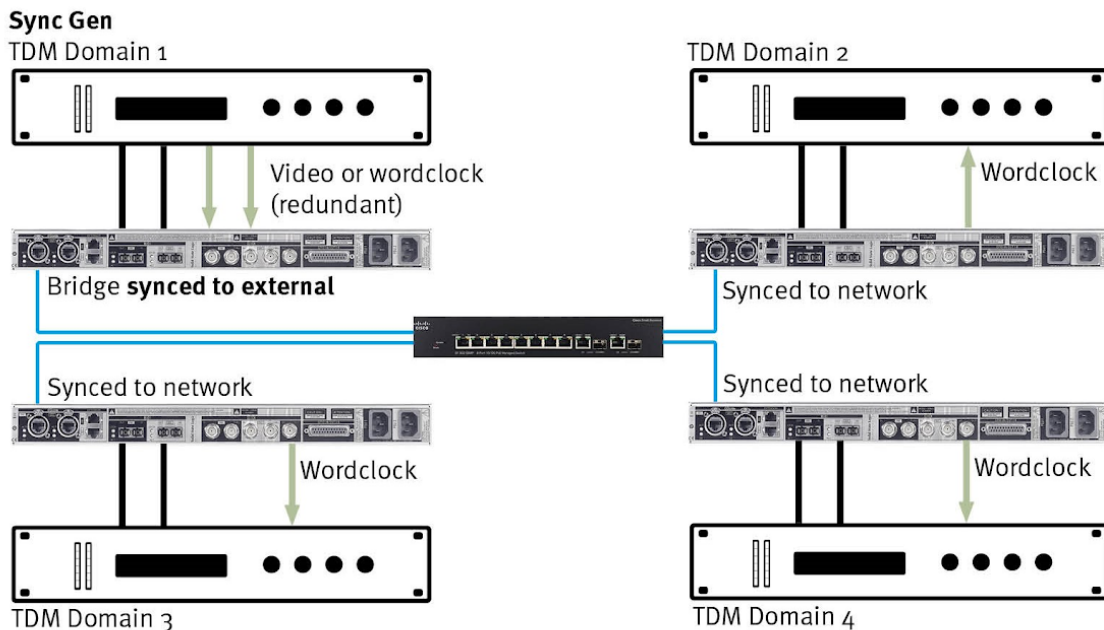 Sync Gen
TDM Domain 1
TDM Domain 2
Video or wordclock
(redundant)
Wordclock
Bridge synced to external
Synced to network
Synced to network
Synced to network
Wordclock
Wordclock
TDM Domain 3
TDM Domain 4